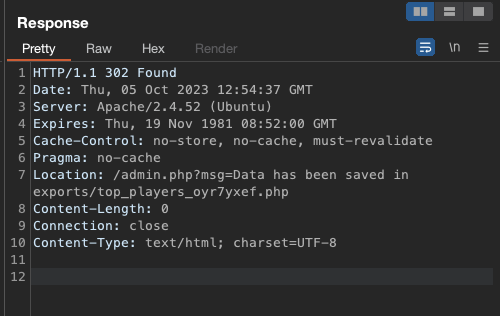 Response
Pretty Raw Hex Render
\n
1 HTTP/1.1 302 Found
2 Date: Thu, 05 Oct 2023 12:54:37 GMT
3 Server: Apache/2.4.52 (Ubuntu)
4 Expires: Thu, 19 Nov 1981 08:52:00 GMT
5 Cache-Control: no-store, no-cache, must-revalidate
6 Pragma: no-cache
7 Location: /admin.php?msg=Data has been saved in
exports/top_players_oyr7yxef.php
8 Content-Length: 0
9 Connection: close
10 Content-Type: text/html; charset=UTF-8
11
12